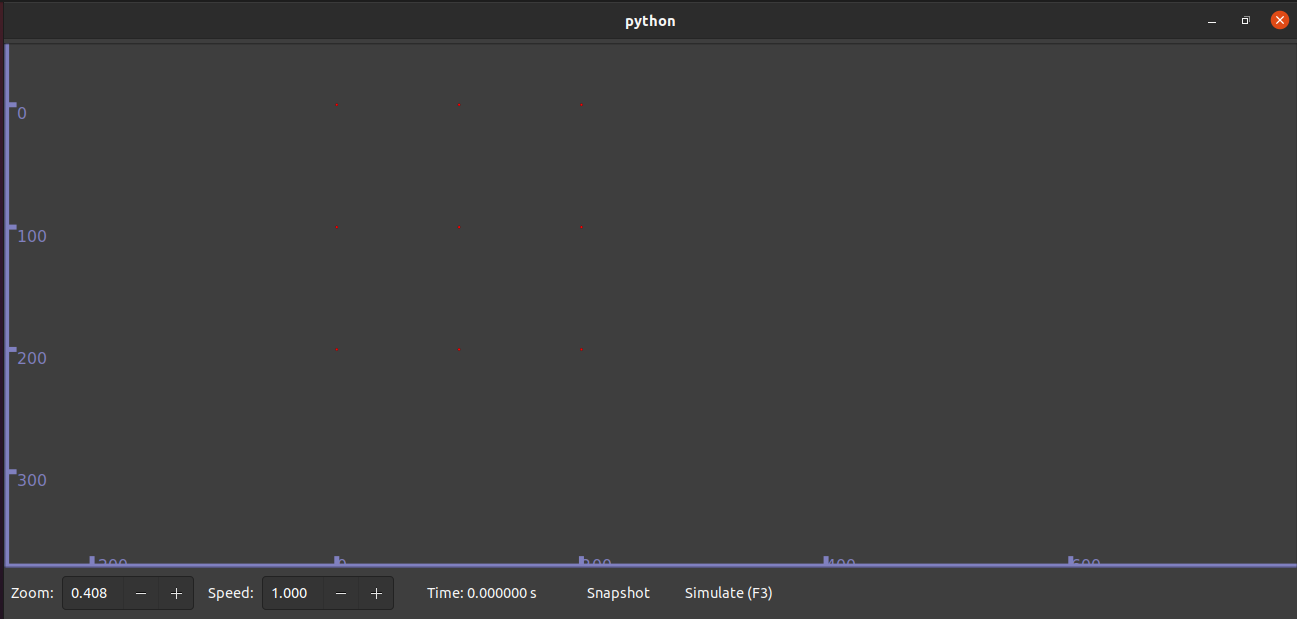 python
0
100
200
300
Zoom: 0.408 − + Speed: 1.000 − + Time: 0.000000 s Snapshot Simulate (F3)